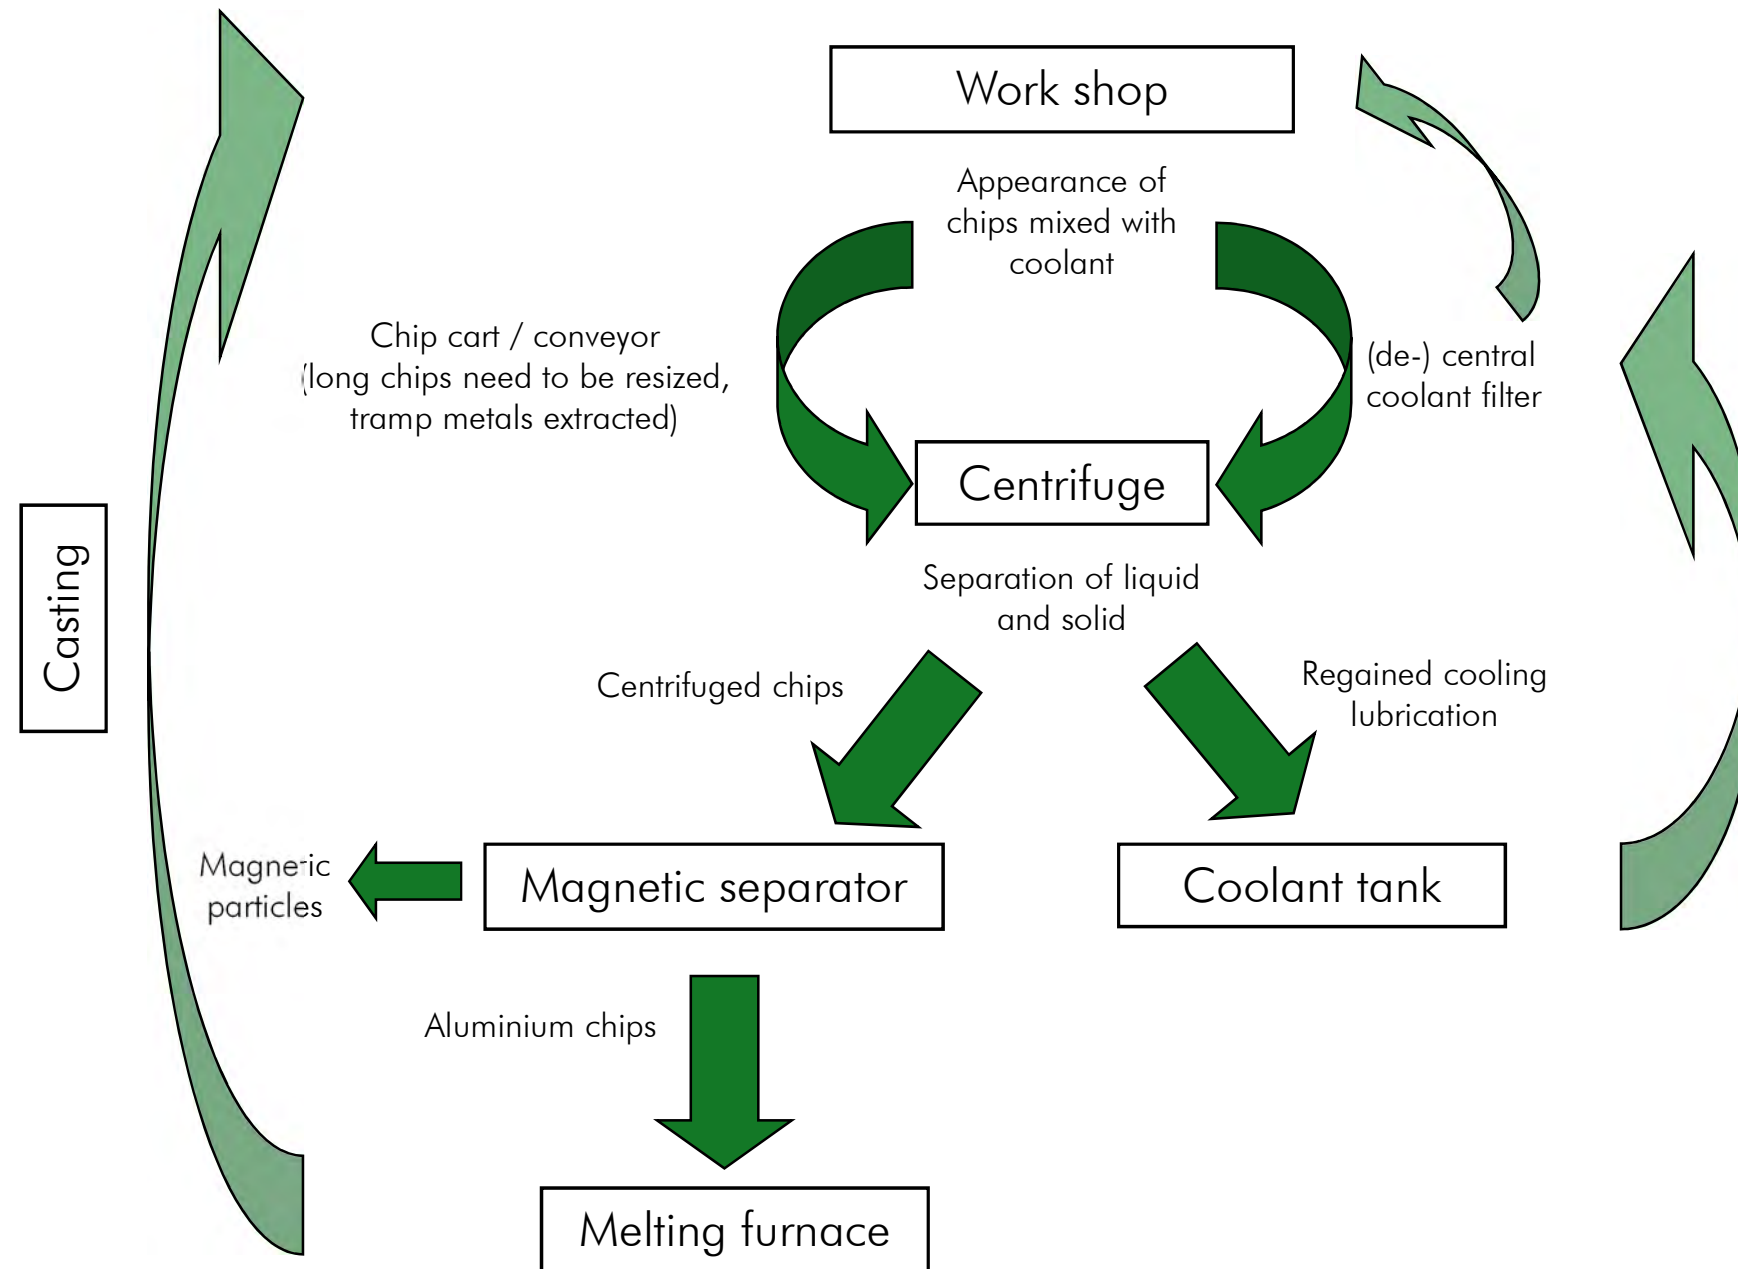 Work shop
Appearance of
chips mixed with
coolant
Chip cart / conveyor
(long chips need to be resized,
tramp metals extracted)
(de-) central
coolant filter
Centrifuge
Separation of liquid
and solid
Casting
Centrifuged chips
Regained cooling
lubrication
Magnetic
particles
Magnetic separator
Coolant tank
Aluminium chips
Melting furnace